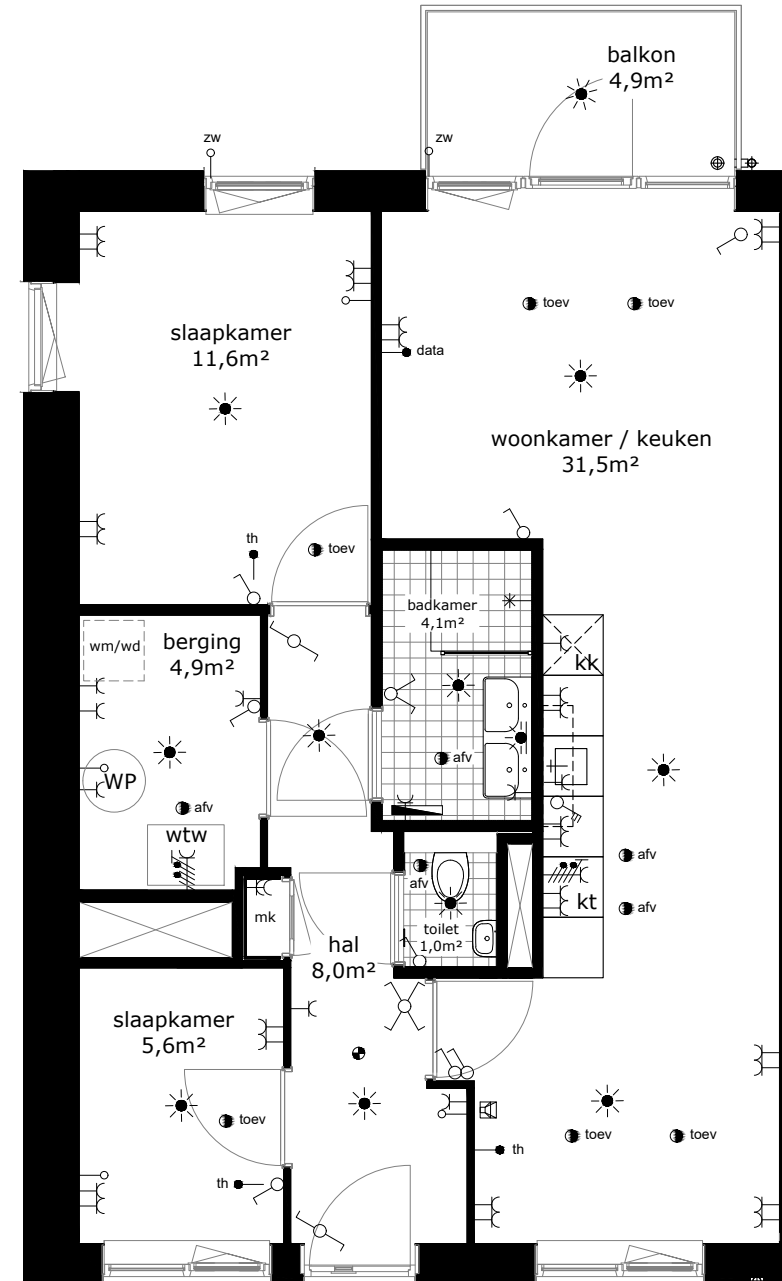 balkon
4,9m²
zw
zw
toev
toev
slaapkamer
11,6m²
data
woonkamer / keuken
31,5m²
th
toev
badkamer
4,1m²
wm/wd
berging
4,9m²
kk
WP
afv
afv
wtw
afv
afv
kt
afv
mk
toilet
1,0m²
hal
8,0m²
slaapkamer
5,6m²
toev
toev
toev
th
th